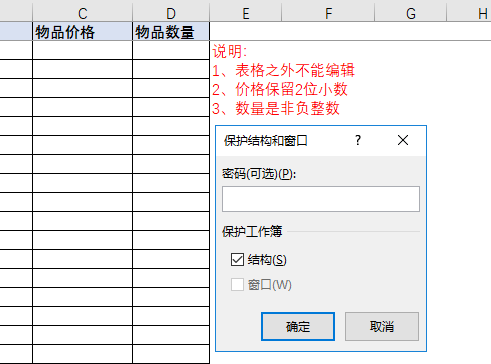 C D E F G H
物品价格 物品数量
说明:
1、表格之外不能编辑
2、价格保留2位小数
3、数量是非负整数
保护结构和窗口 ?
密码(可选)(P):
保护工作簿
结构(S)
窗口(W)
确定 取消